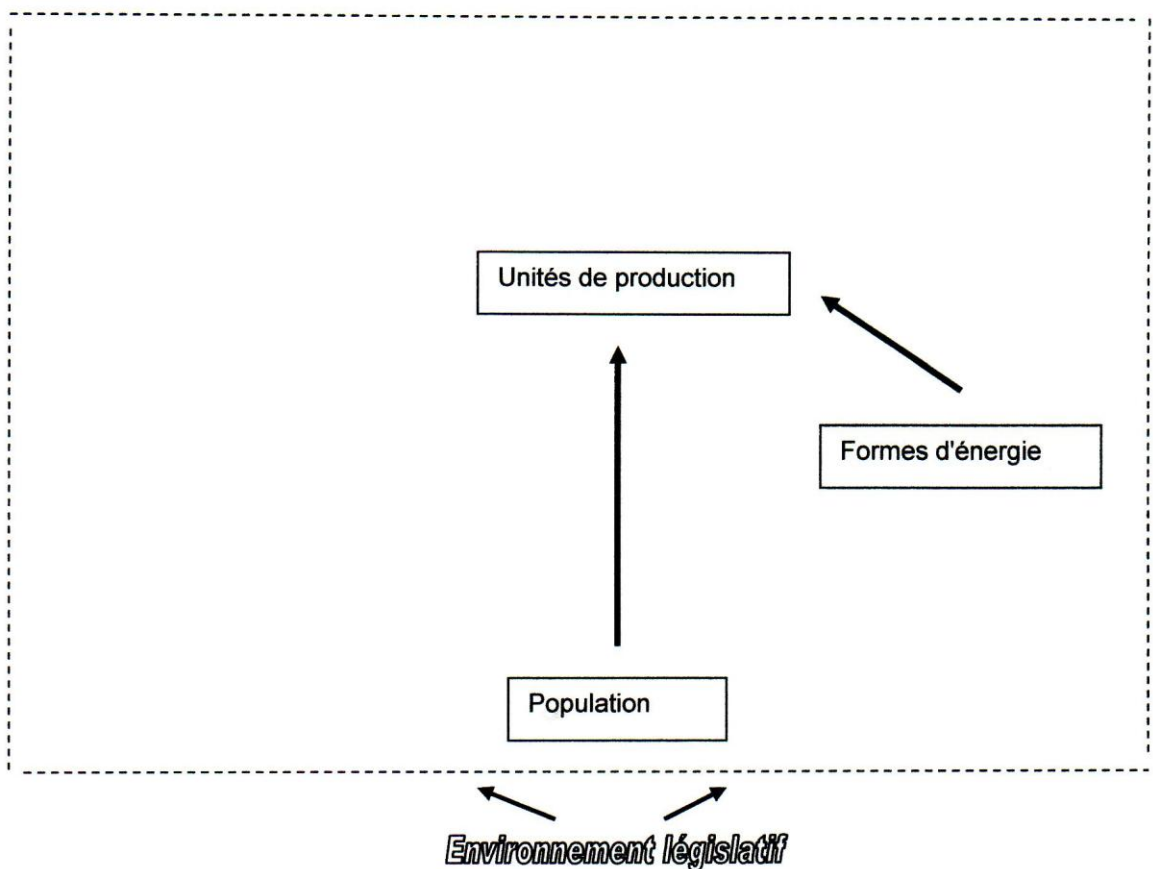 Unités de production
Formes d'énergie
Population
Environnement législatif